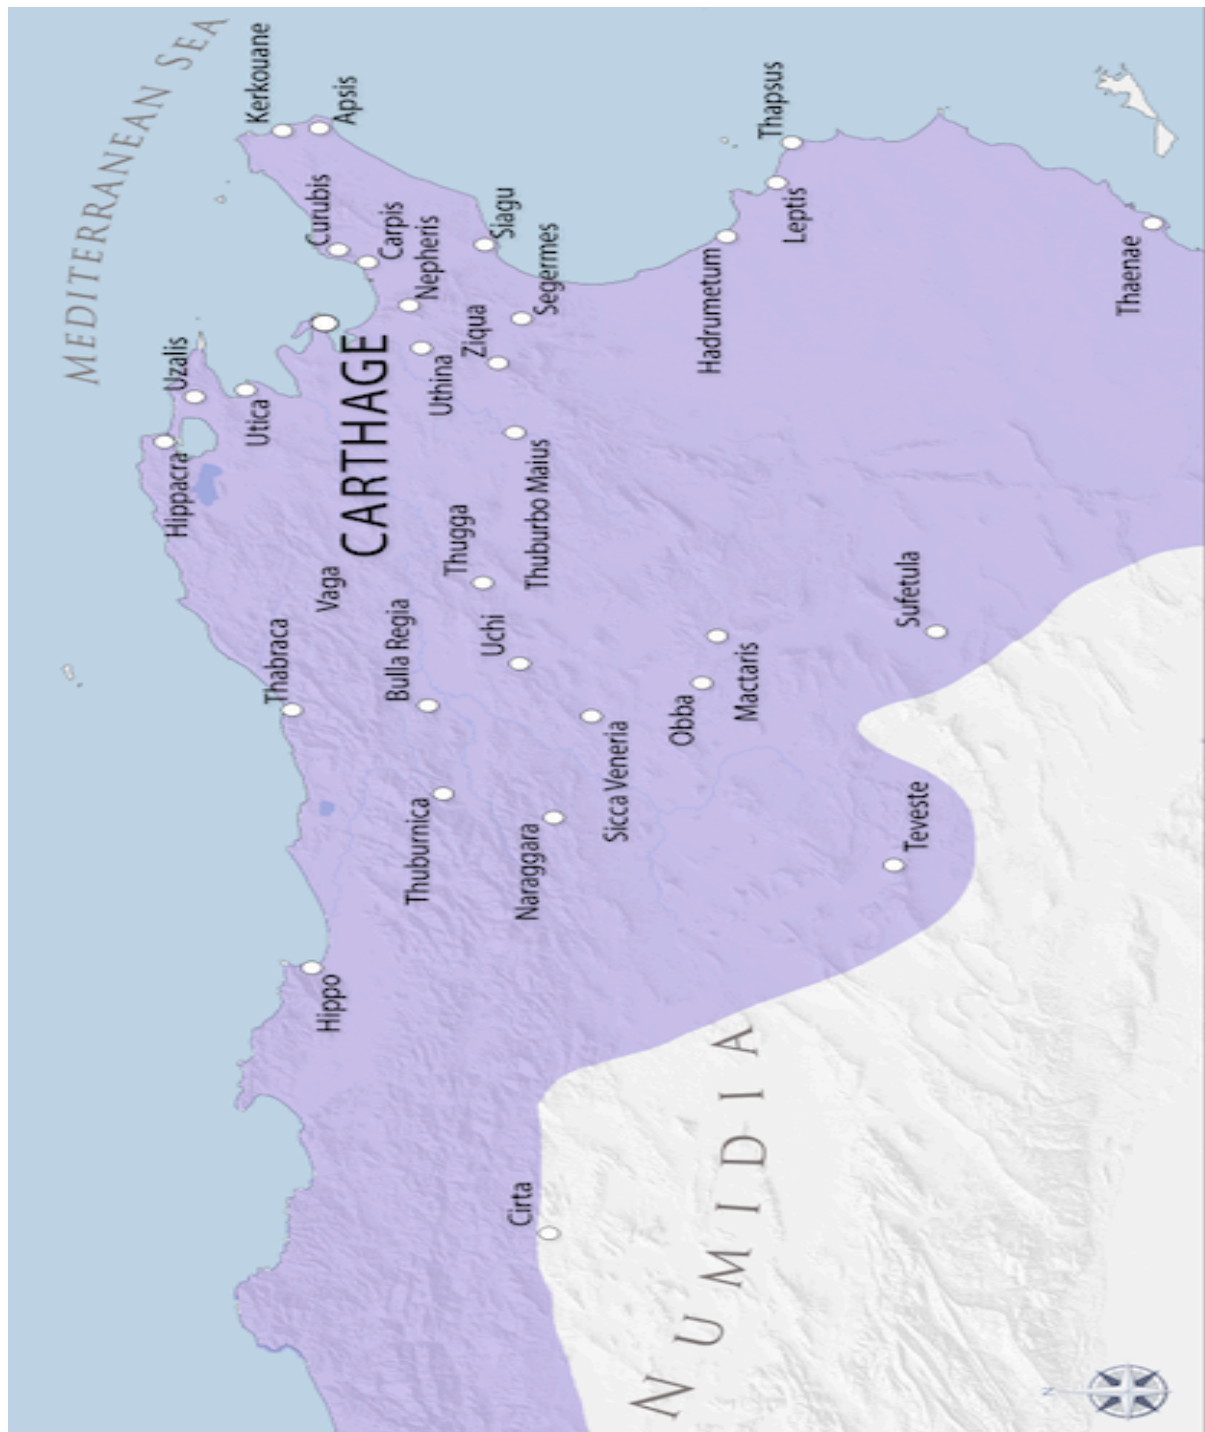 MEDITERRANEAN SEA
Kerkouane
Apsis
Curubis
Carpis
Nepheris
Siagu
Segermes
Ziqua
Uthina
Uzalis
Utica
Hippacra
CARTHAGE
Thuburbo Maius
Thugga
Uchi
Vaga
Bulla Regia
Thabraca
Thuburnica
Naraggara
Sicca Veneria
Obba
Mactaris
Sufetula
Teveste
Hippo
Cirta
Hadrumetum
Leptis
Thapsus
Thaenae
NUMIDIA
N